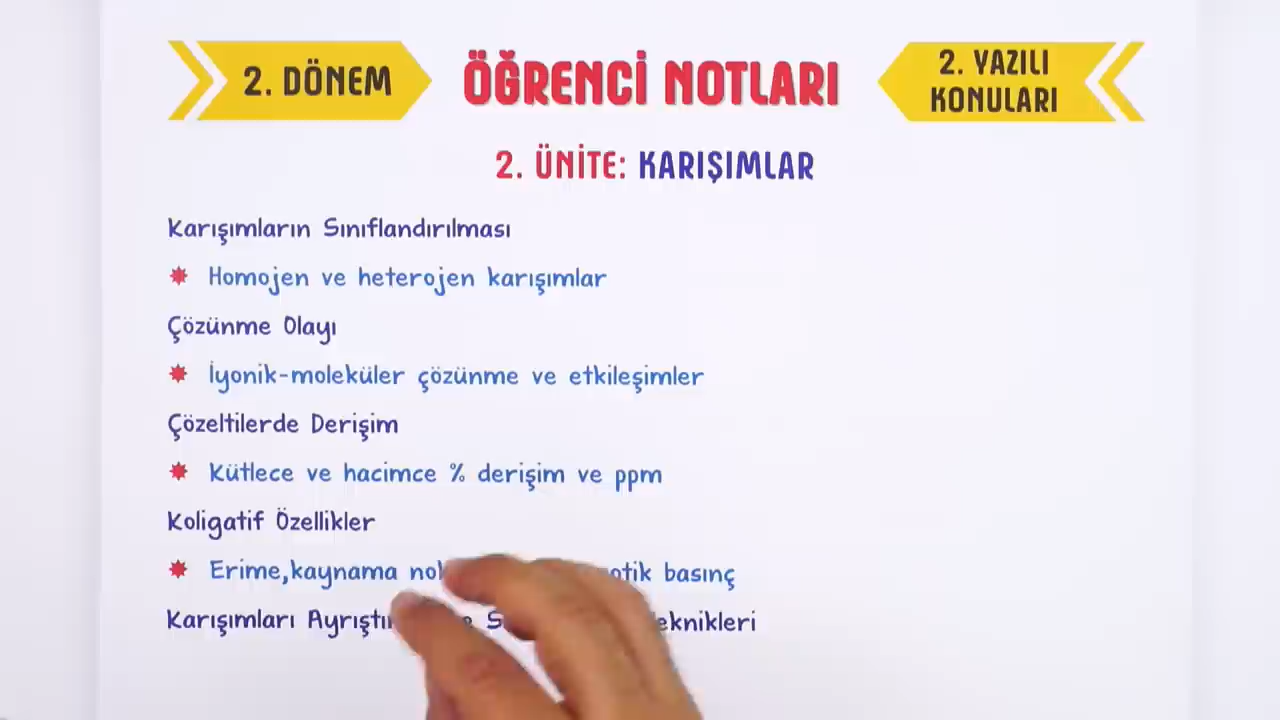 2. DÖNEM
ÖĞRENCİ NOTLARI
2. YAZILI
KONULARI
2. ÜNİTE: KARIŞIMLAR
Karışımların Sınıflandırılması
Homojen ve heterojen karışımlar
Çözünme Olayı
İyonik-moleküler çözünme ve etkileşimler
Çözeltilerde Derişim
Kütlece ve hacimce % derişim ve ppm
Koligatif Özellikler
Erime,kaynama basınç
Karışımları